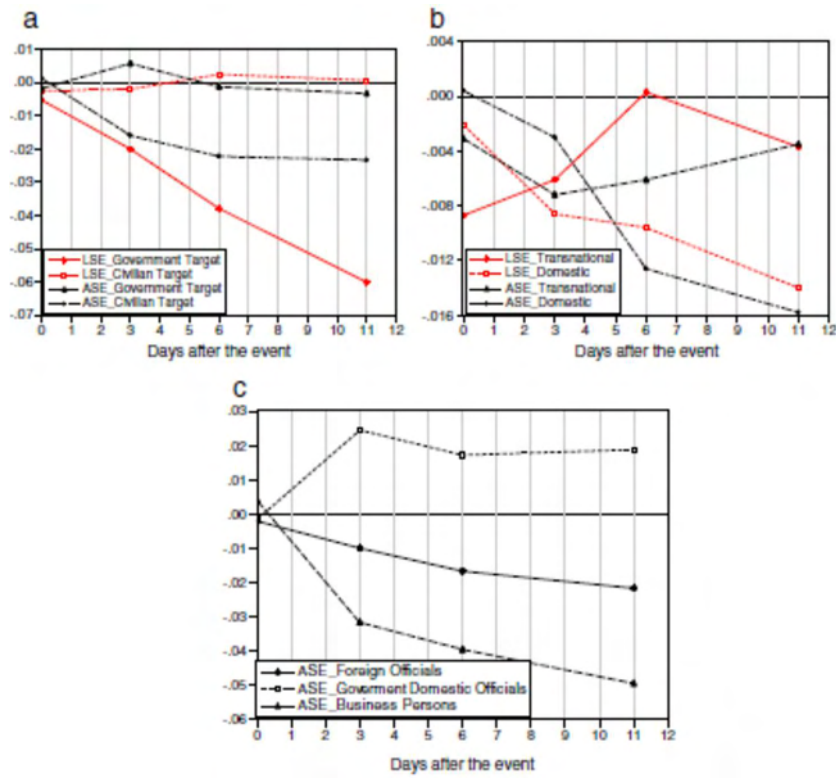 a
.01
.00
-.01
-.02
-.03
-.04
-.05
-.06
-.07
LSE_Government Target
LSE_Civilian Target
ASE_Government Target
ASE_Civilian Target
0 1 2 3 4 5 6 7 8 9 10 11 12
Days after the event
b
.004
.000
-.004
-.008
-.012
-.016
LSE_Transnational
LSE_Domestic
ASE_Transnational
ASE_Domestic
0 1 2 3 4 5 6 7 8 9 10 11 12
Days after the event
c
.03
.02
.01
.00
-.01
-.02
-.03
-.04
-.05
-.06
ASE_Foreign Officials
ASE_Goverment Domestic Officials
ASE_Business Persons
0 1 2 3 4 5 6 7 8 9 10 11 12
Days after the event